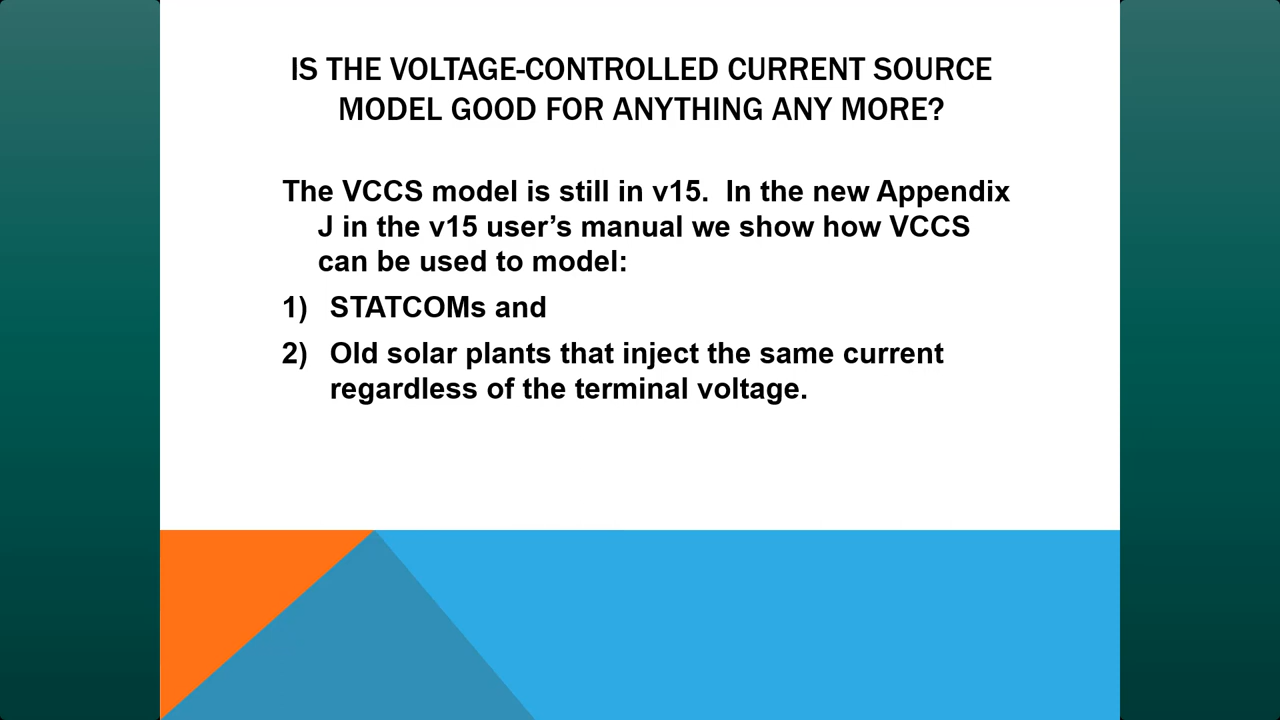 IS THE VOLTAGE-CONTROLLED CURRENT SOURCE
MODEL GOOD FOR ANYTHING ANY MORE?
The VCCS model is still in v15.  In the new Appendix
J in the v15 user’s manual we show how VCCS
can be used to model:
1) STATCOMs and
2) Old solar plants that inject the same current
regardless of the terminal voltage.